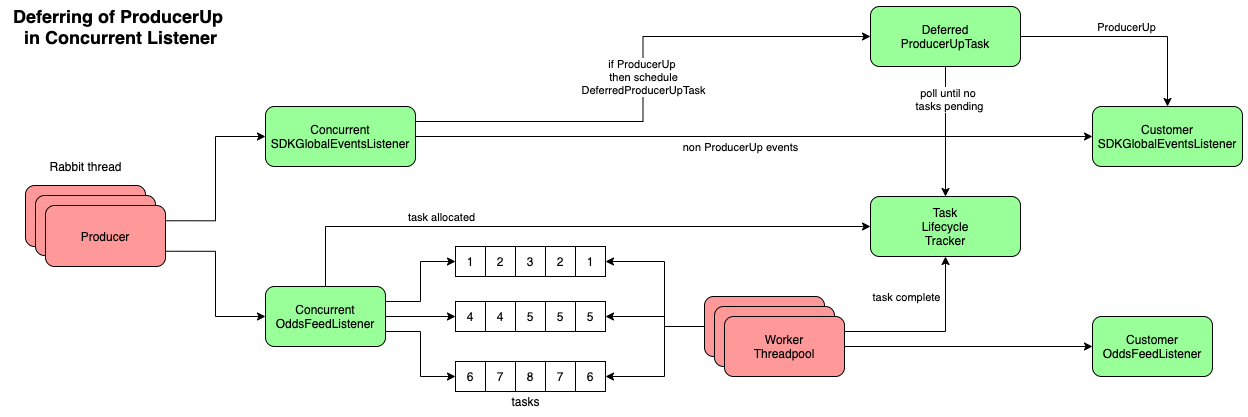 Deferring of ProducerUp
in Concurrent Listener
Deferred
ProducerUpTask
ProducerUp
if ProducerUp
then schedule
DeferredProducerUpTask
poll until no
tasks pending
Concurrent
SDKGlobalEventsListener
Customer
SDKGlobalEventsListener
non ProducerUp events
Rabbit thread
Producer
task allocated
Task
Lifecycle
Tracker
1 2 3 2 1
Concurrent
OddsFeedListener
4 4 5 5 5
task complete
Worker
Threadpool
Customer
OddsFeedListener
6 7 8 7 6
tasks